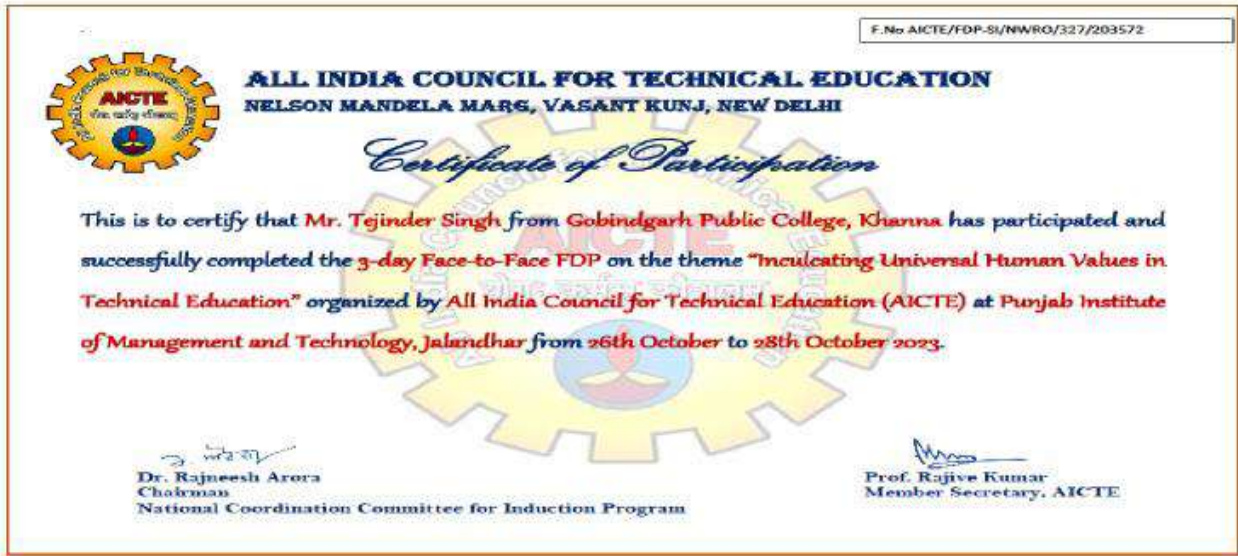 F.No AICTE/FDP-SI/NWRO/327/203572
AICTE
ALL INDIA COUNCIL FOR TECHNICAL EDUCATION
NELSON MANDELA MARG, VASANT KUNJ, NEW DELHI
Certificate of Participation
This is to certify that Mr. Tejinder Singh from Gobindgarh Public College, Khanna has participated and
successfully completed the 3-day Face-to-Face FDP on the theme “Inculcating Universal Human Values in
Technical Education” organized by All India Council for Technical Education (AICTE) at Punjab Institute
of Management and Technology, Jalandhar from 26th October to 28th October 2023.
Dr. Rajneesh Arora
Chairman
National Coordination Committee for Induction Program
Prof. Rajive Kumar
Member Secretary, AICTE